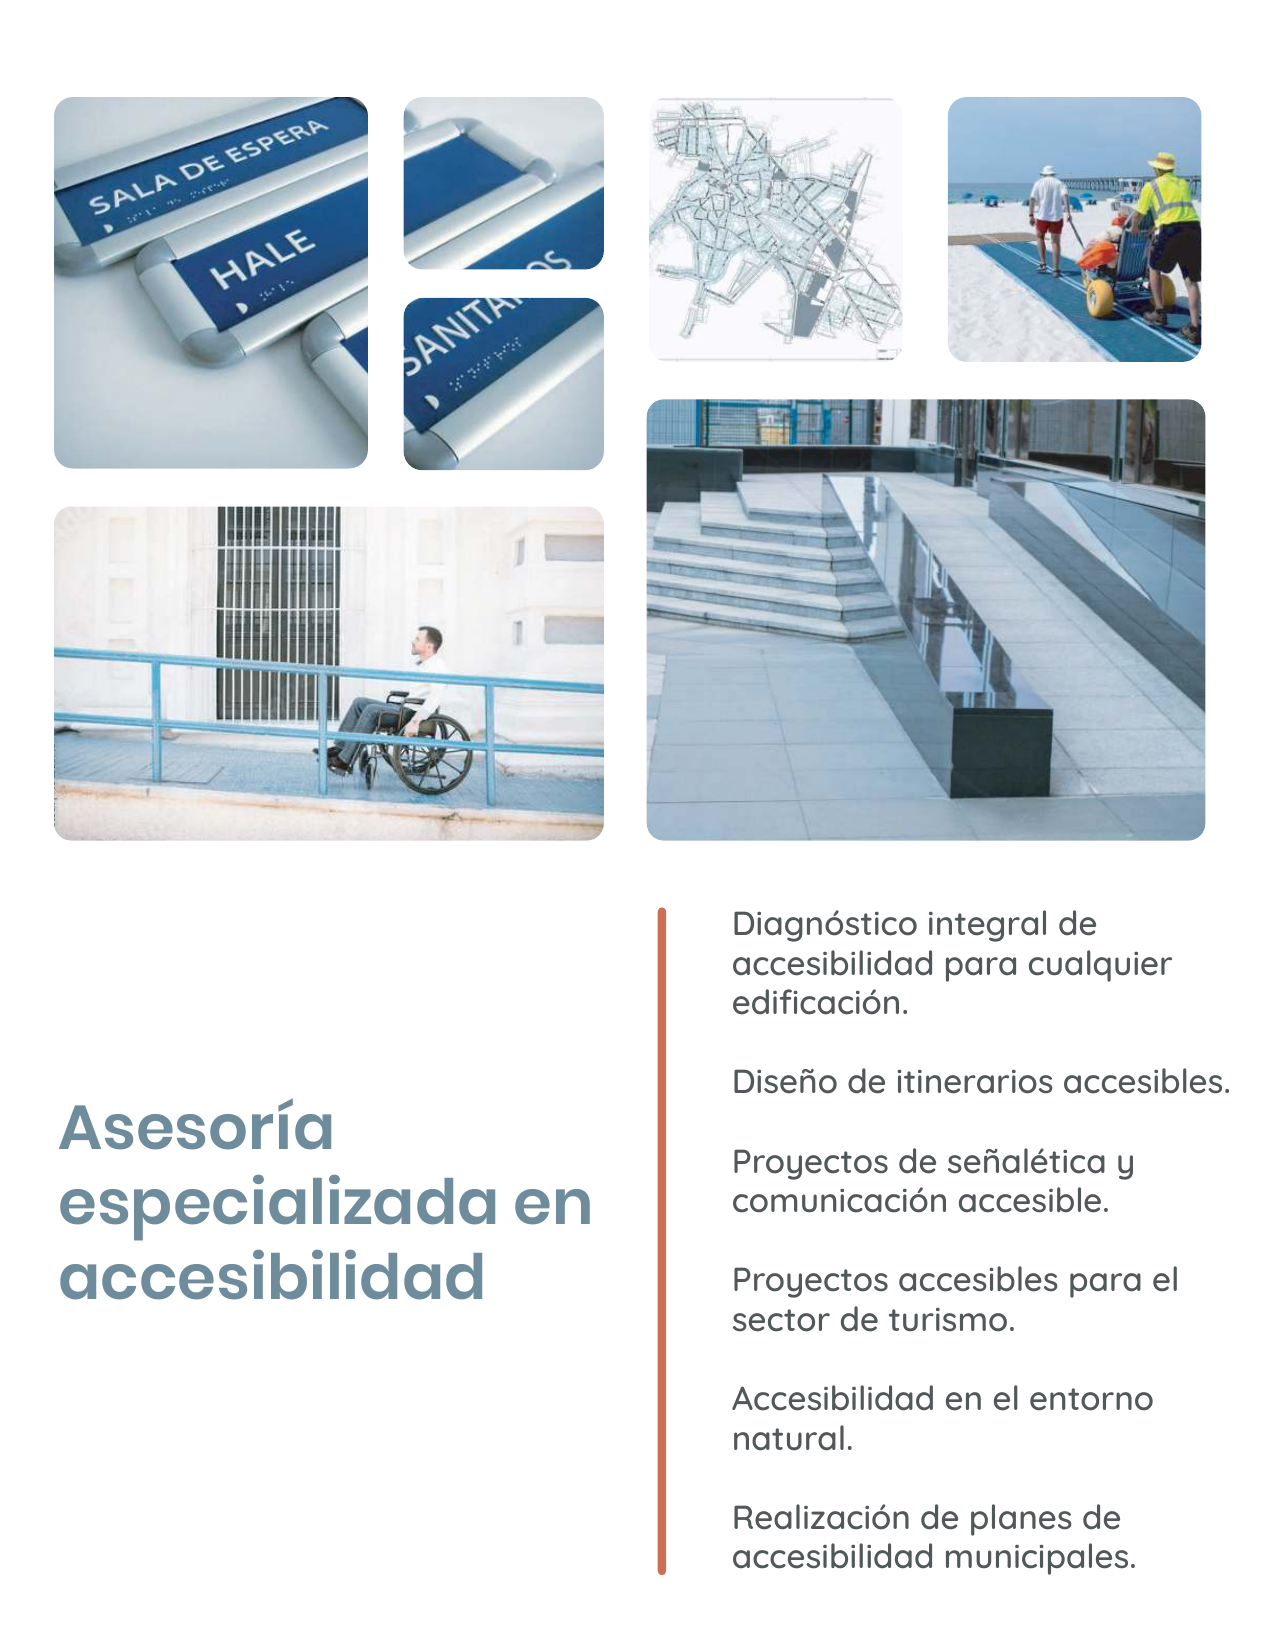 SALA DE ESPERA
HALE
SANITA
OS
Asesoría
especializada en
accesibilidad
Diagnóstico integral de
accesibilidad para cualquier
edificación.
Diseño de itinerarios accesibles.
Proyectos de señalética y
comunicación accesible.
Proyectos accesibles para el
sector de turismo.
Accesibilidad en el entorno
natural.
Realización de planes de
accesibilidad municipales.